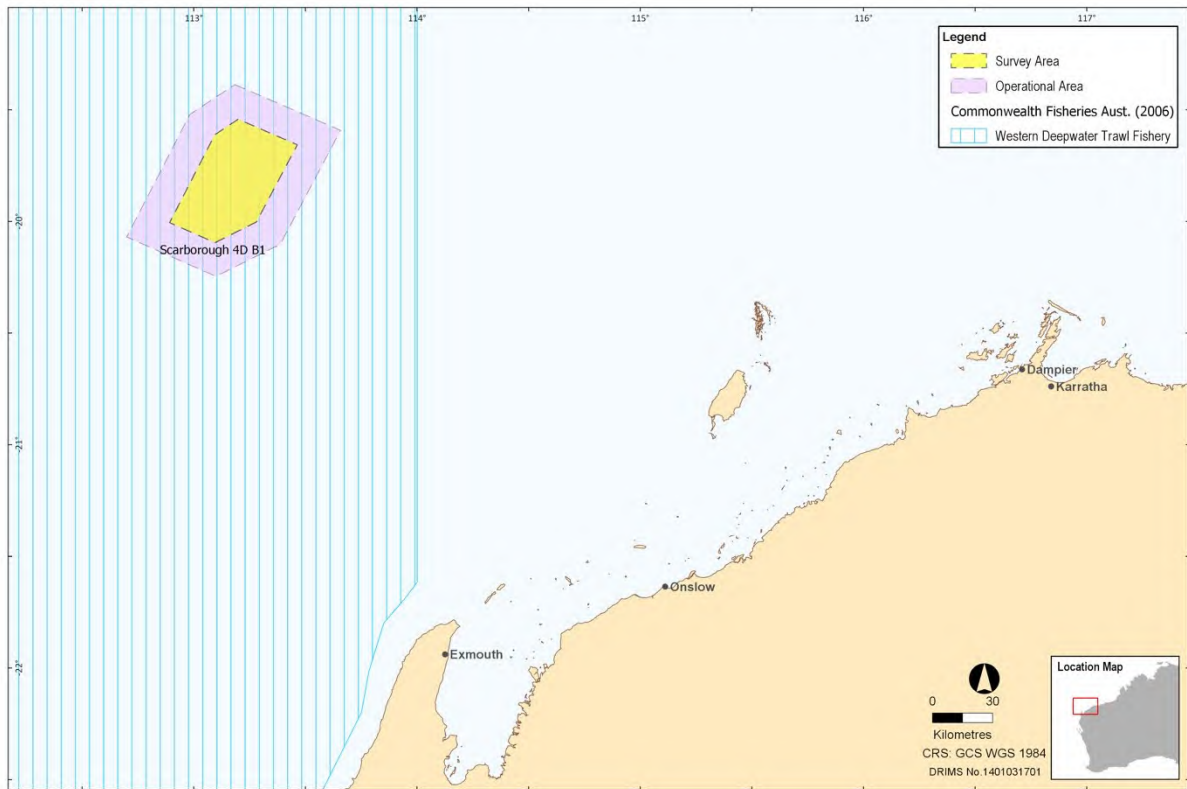 113°
114°
115°
116°
117°
Legend
Survey Area
Operational Area
Commonwealth Fisheries Aust. (2006)
Western Deepwater Trawl Fishery
-20°
Scarborough 4D B1
Dampier
Karratha
-21°
Onslow
Exmouth
-22°
Location Map
0 30
Kilometres
CRS: GCS WGS 1984
DRIMS No.1401031701